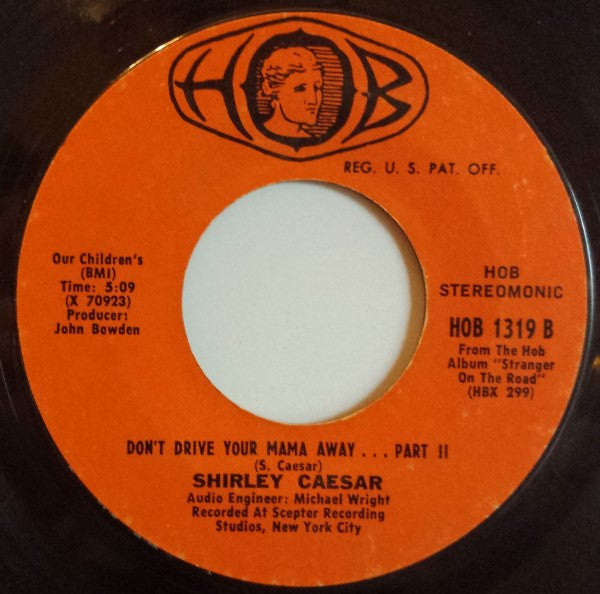 HOB
REG. U. S. PAT. OFF.
Our Children's
(BMI)
Time: 5:09
(X 70923)
Producer:
John Bowden
HOB
STEREOMONIC
HOB 1319 B
From The Hob
Album "Stranger
On The Road"
(HBX 299)
DON'T DRIVE YOUR MAMA AWAY . . . PART II
(S. Caesar)
SHIRLEY CAESAR
Audio Engineer: Michael Wright
Recorded At Scepter Recording
Studios, New York City